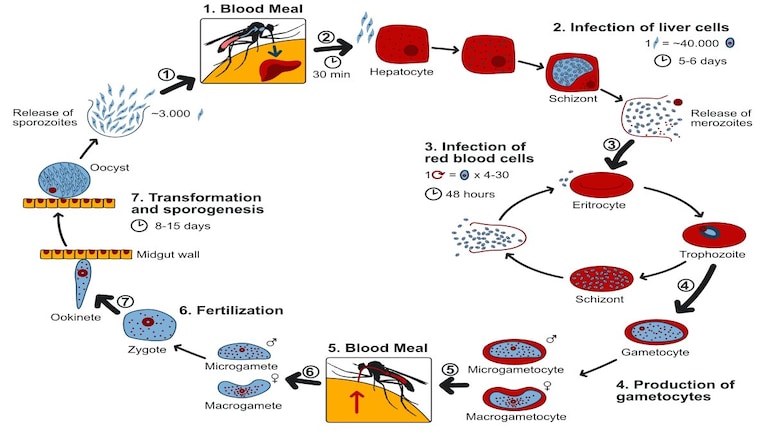 1. Blood Meal
①
②
30 min
Hepatocyte
2. Infection of liver cells
1 = ~40.000
5-6 days
Schizont
Release of
merozoites
③
3. Infection of
red blood cells
1 = x 4-30
48 hours
Eritrocyte
Trophozoite
Schizont
④
Gametocyte
4. Production of
gametocytes
♂
Microgametocyte
♀
Macrogametocyte
⑤
5. Blood Meal
⑥
6. Fertilization
♂
Microgamete
♀
Macrogamete
Zygote
⑦
Ookinete
Midgut wall
7. Transformation
and sporogenesis
8-15 days
Oocyst
Release of
sporozoites
~3.000